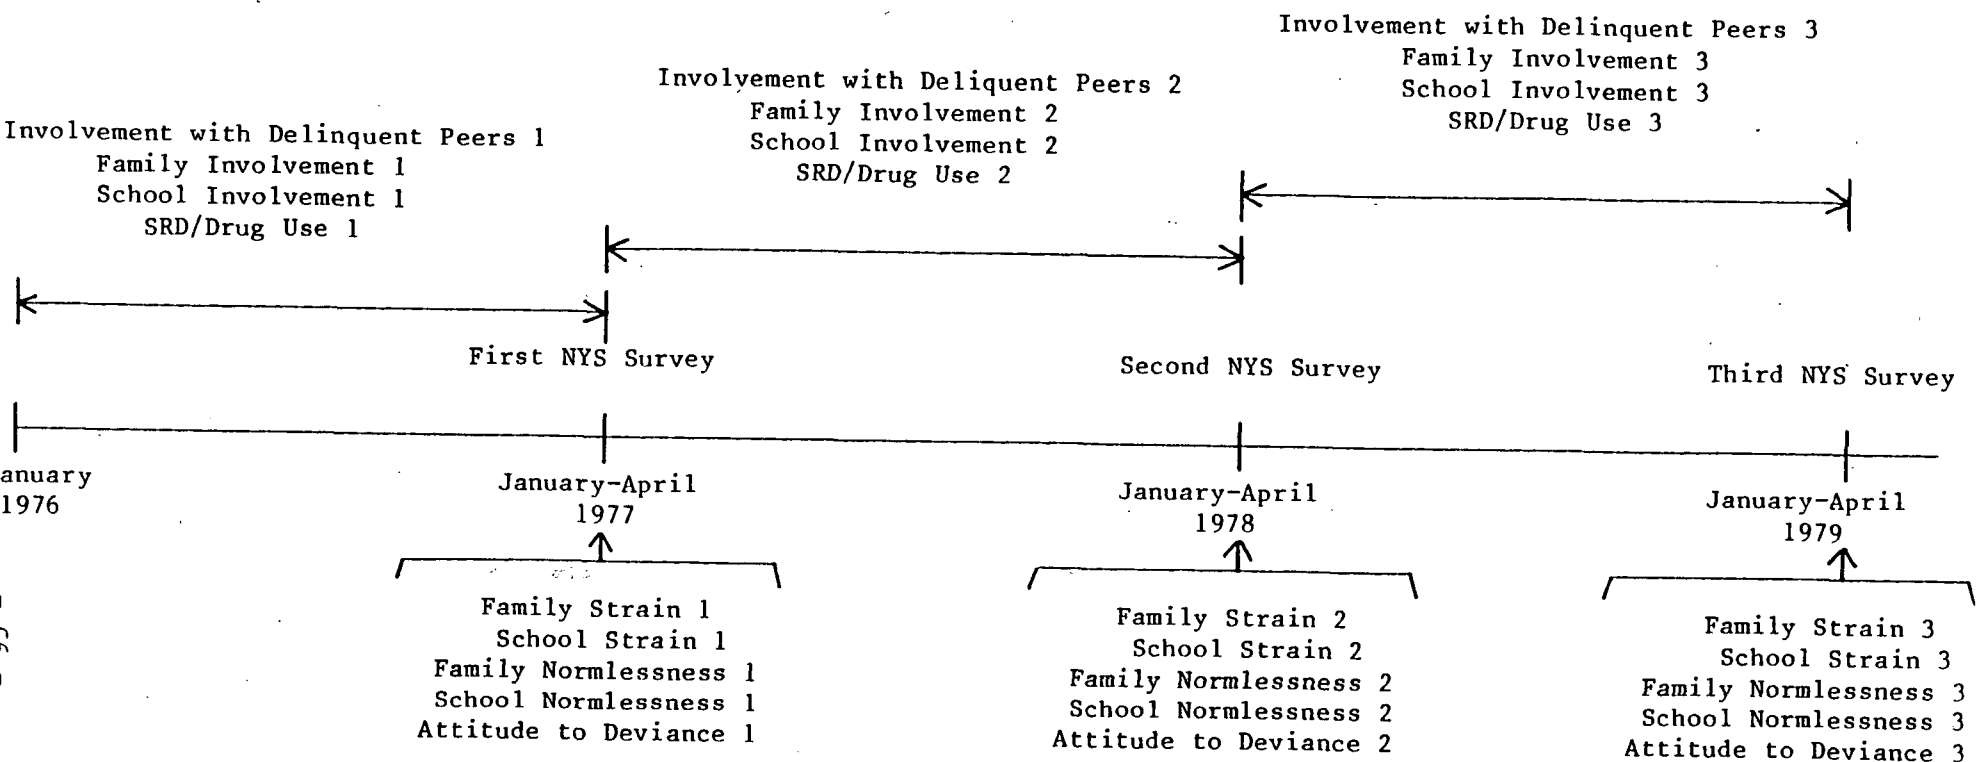 Involvement with Delinquent Peers 1
Family Involvement 1
School Involvement 1
SRD/Drug Use 1
Involvement with Deliquent Peers 2
Family Involvement 2
School Involvement 2
SRD/Drug Use 2
Involvement with Delinquent Peers 3
Family Involvement 3
School Involvement 3
SRD/Drug Use 3
First NYS Survey
Second NYS Survey
Third NYS Survey
anuary
1976
January-April
1977
January-April
1978
January-April
1979
Family Strain 1
School Strain 1
Family Normlessness 1
School Normlessness 1
Attitude to Deviance 1
Family Strain 2
School Strain 2
Family Normlessness 2
School Normlessness 2
Attitude to Deviance 2
Family Strain 3
School Strain 3
Family Normlessness 3
School Normlessness 3
Attitude to Deviance 3